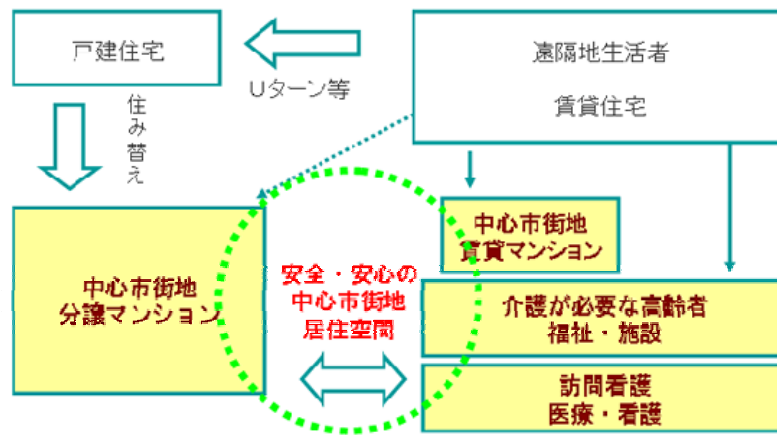 戸建住宅
Uターン等
遠隔地生活者
賃貸住宅
住み替え
中心市街地
賃貸マンション
中心市街地
分譲マンション
安全・安心の
中心市街地
居住空間
介護が必要な高齢者
福祉・施設
訪問看護
医療・看護